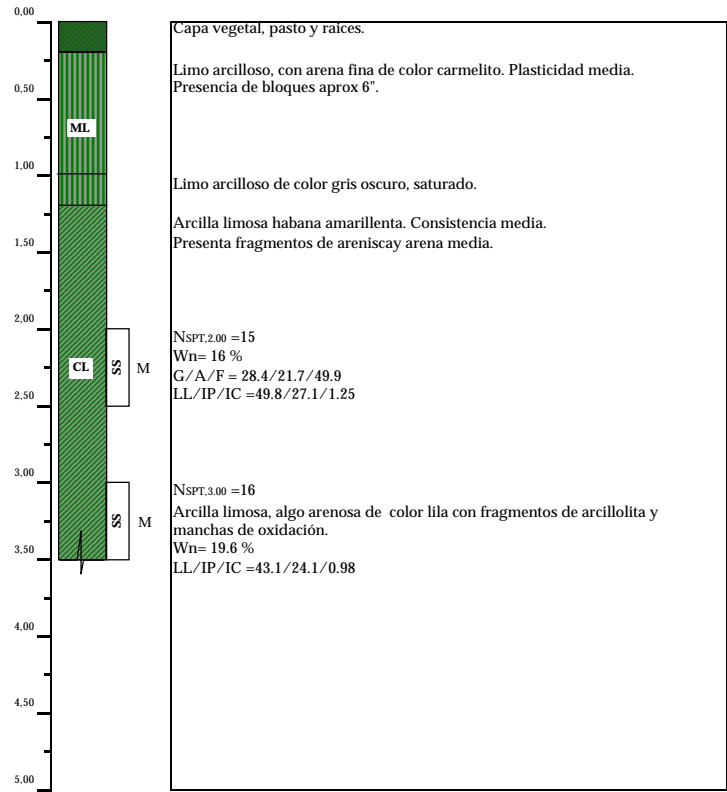 0,00
Capa vegetal, pasto y raices.
Limo arcilloso, con arena fina de color carmelito. Plasticidad media.
0,50
Presencia de bloques aprox 6".
ML
1,00
Limo arcilloso de color gris oscuro, saturado.
Arcilla limosa habana amarillenta. Consistencia media.
1,50
Presenta fragmentos de areniscay arena media.
2,00
NSPT,2.00 =15
Wn= 16 %
CL
SS
M
G/A/F = 28.4/21.7/49.9
2,50
LL/IP/IC =49.8/27.1/1.25
3,00
NSPT,3.00 =16
Arcilla limosa, algo arenosa de color lila con fragmentos de arcillolita y
SS
M
manchas de oxidación.
3,50
Wn= 19.6 %
LL/IP/IC =43.1/24.1/0.98
4,00
4,50
5,00